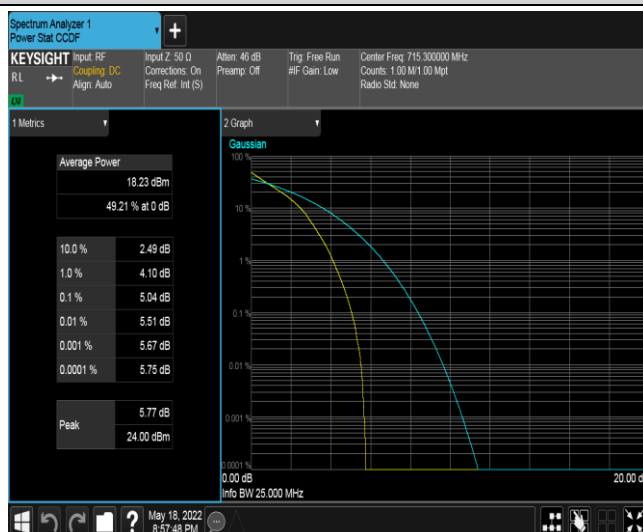 Spectrum Analyzer 1
Power Stat CCDF
KEYSIGHT
RL
Input: RF
Coupling: DC
Align: Auto
Input Z: 50 Ω
Corrections: On
Freq Ref: Int (S)
Atten: 46 dB
Preamp: Off
Trig: Free Run
#IF Gain: Low
Center Freq: 715.300000 MHz
Counts: 1.00 M/1.00 Mpt
Radio Std: None
1 Metrics
Average Power
18.23 dBm
49.21 % at 0 dB
10.0 % 2.49 dB
1.0 % 4.10 dB
0.1 % 5.04 dB
0.01 % 5.51 dB
0.001 % 5.67 dB
0.0001 % 5.75 dB
Peak
5.77 dB
24.00 dBm
2 Graph
Gaussian
100 %
10 %
1 %
0.1 %
0.01 %
0.001 %
0.0001 %
0.00 dB
20.00 d
Info BW 25.000 MHz
?
May 18, 2022
8:57:48 PM